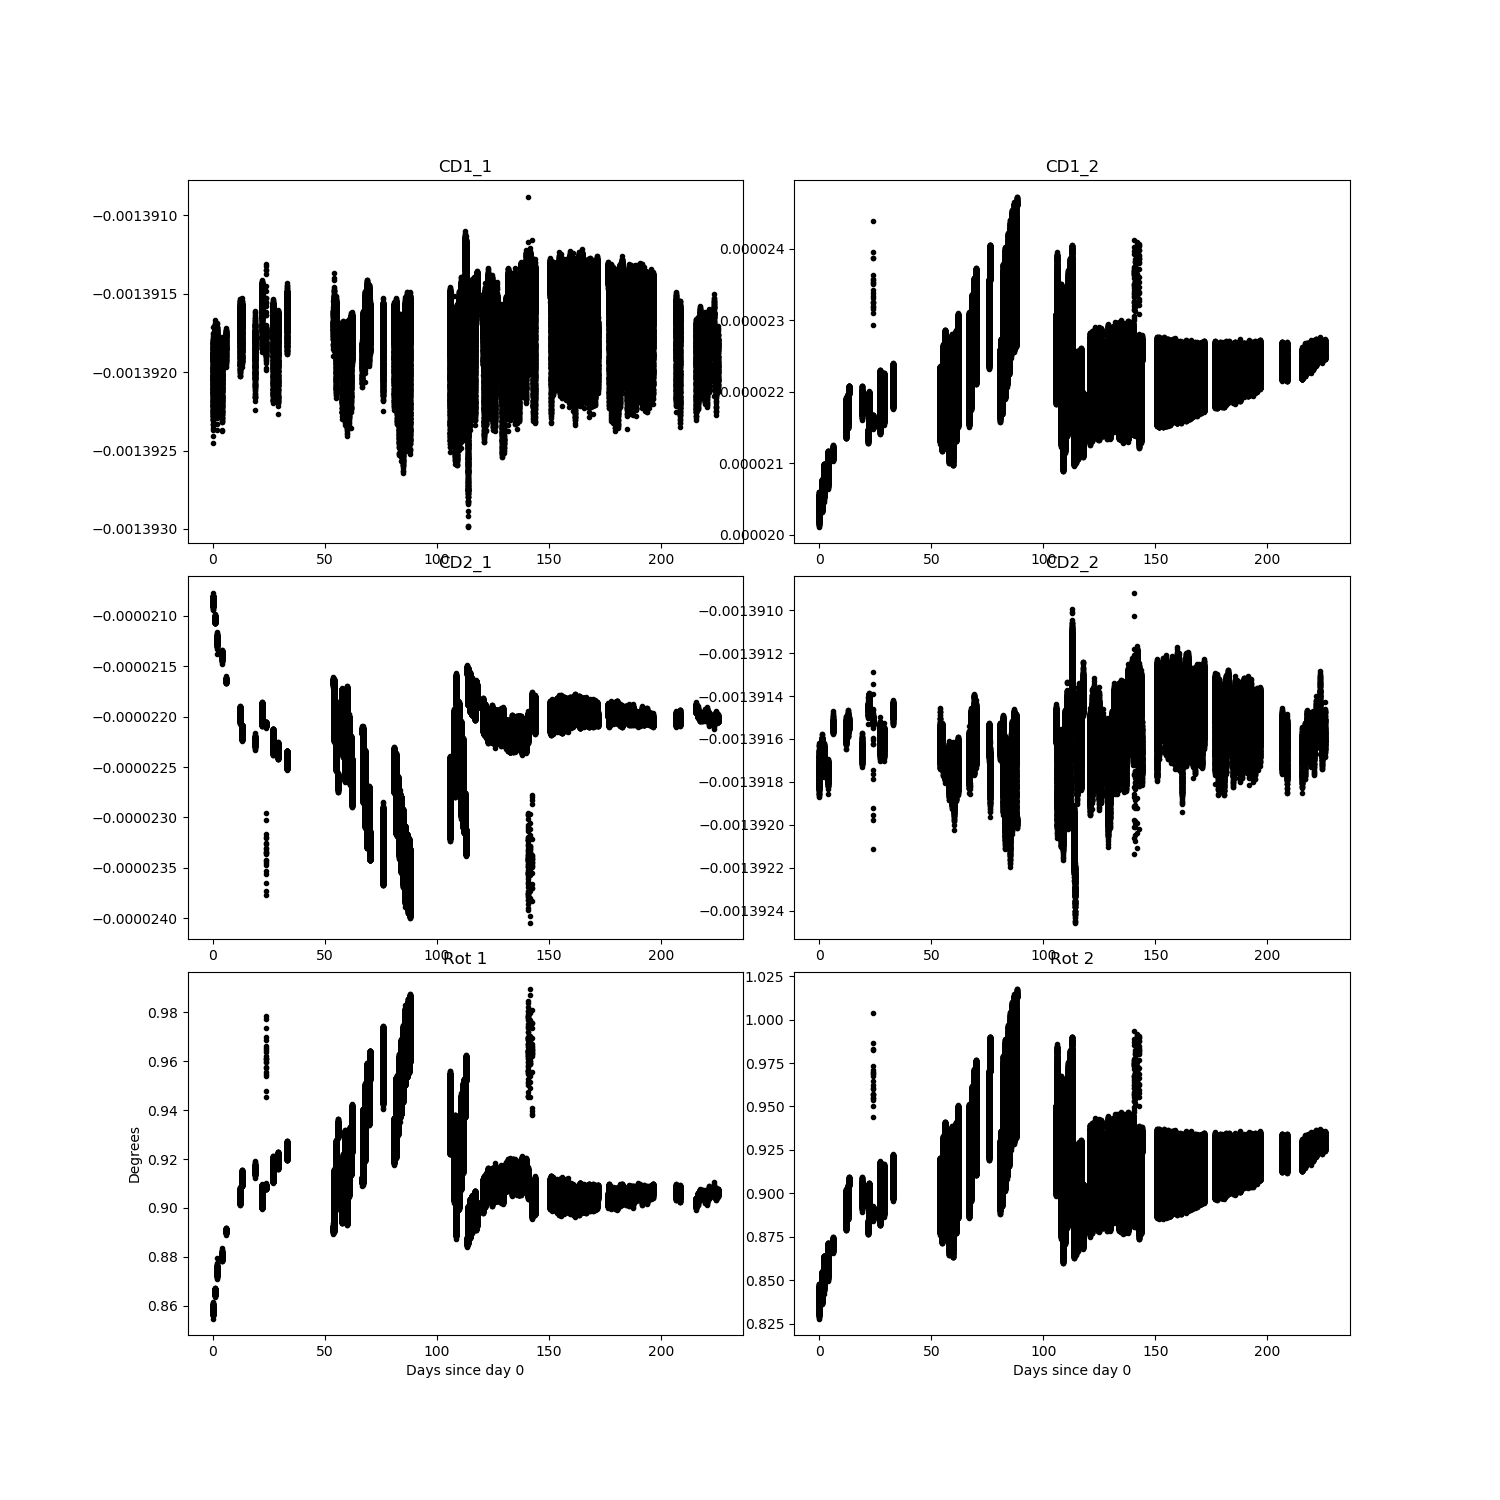 CD1_1
−0.0013910
−0.0013915
−0.0013920
−0.0013925
−0.0013930
0 50 100 150 200
CD1_2
0.000024
0.000023
0.000022
0.000021
0.000020
0 50 100 150 200
CD2_1
−0.0000210
−0.0000215
−0.0000220
−0.0000225
−0.0000230
−0.0000235
−0.0000240
0 50 100 150 200
CD2_2
−0.0013910
−0.0013912
−0.0013914
−0.0013916
−0.0013918
−0.0013920
−0.0013922
−0.0013924
0 50 100 150 200
Rot 1
Degrees
0.98
0.96
0.94
0.92
0.90
0.88
0.86
0 50 100 150 200
Days since day 0
Rot 2
1.025
1.000
0.975
0.950
0.925
0.900
0.875
0.850
0.825
0 50 100 150 200
Days since day 0